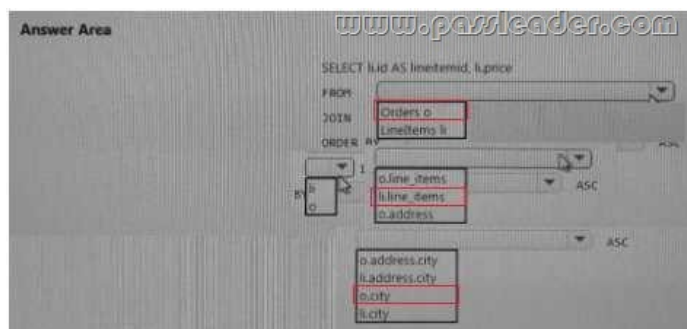 www.passleader.com
Answer Area
SELECT li.id AS lineitemid, li.price
FROM
Orders o
JOIN
LineItems li
ORDER BY
li
o
o.line_items
li.line_items
o.address
ASC
o.address.city
li.address.city
o.city
li.city
ASC